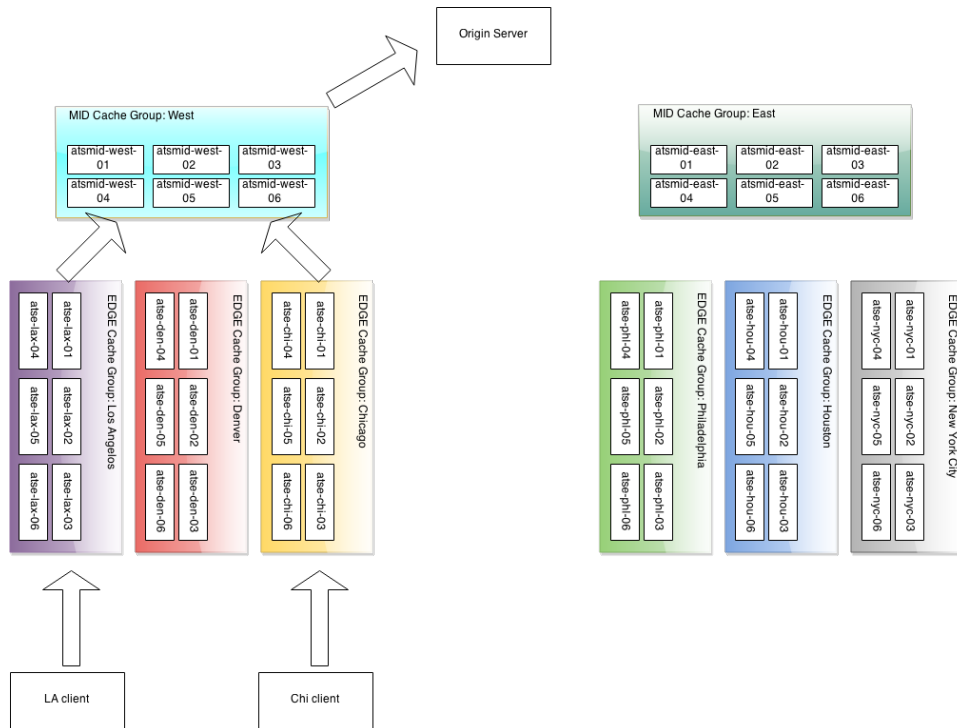 Origin Server
MID Cache Group: West
atsmid-west-
01
atsmid-west-
02
atsmid-west-
03
atsmid-west-
04
atsmid-west-
05
atsmid-west-
06
MID Cache Group: East
atsmid-east-
01
atsmid-east-
02
atsmid-east-
03
atsmid-east-
04
atsmid-east-
05
atsmid-east-
06
EDGE Cache Group: Los Angelos
atse-lax-01
atse-lax-02
atse-lax-03
atse-lax-04
atse-lax-05
atse-lax-06
EDGE Cache Group: Denver
atse-den-01
atse-den-02
atse-den-03
atse-den-04
atse-den-05
atse-den-06
EDGE Cache Group: Chicago
atse-chi-01
atse-chi-02
atse-chi-03
atse-chi-04
atse-chi-05
atse-chi-06
EDGE Cache Group: Philadelphia
atse-phl-01
atse-phl-02
atse-phl-03
atse-phl-04
atse-phl-05
atse-phl-06
EDGE Cache Group: Houston
atse-hou-01
atse-hou-02
atse-hou-03
atse-hou-04
atse-hou-05
atse-hou-06
EDGE Cache Group: New York City
atse-nyc-01
atse-nyc-02
atse-nyc-03
atse-nyc-04
atse-nyc-05
atse-nyc-06
LA client
Chi client